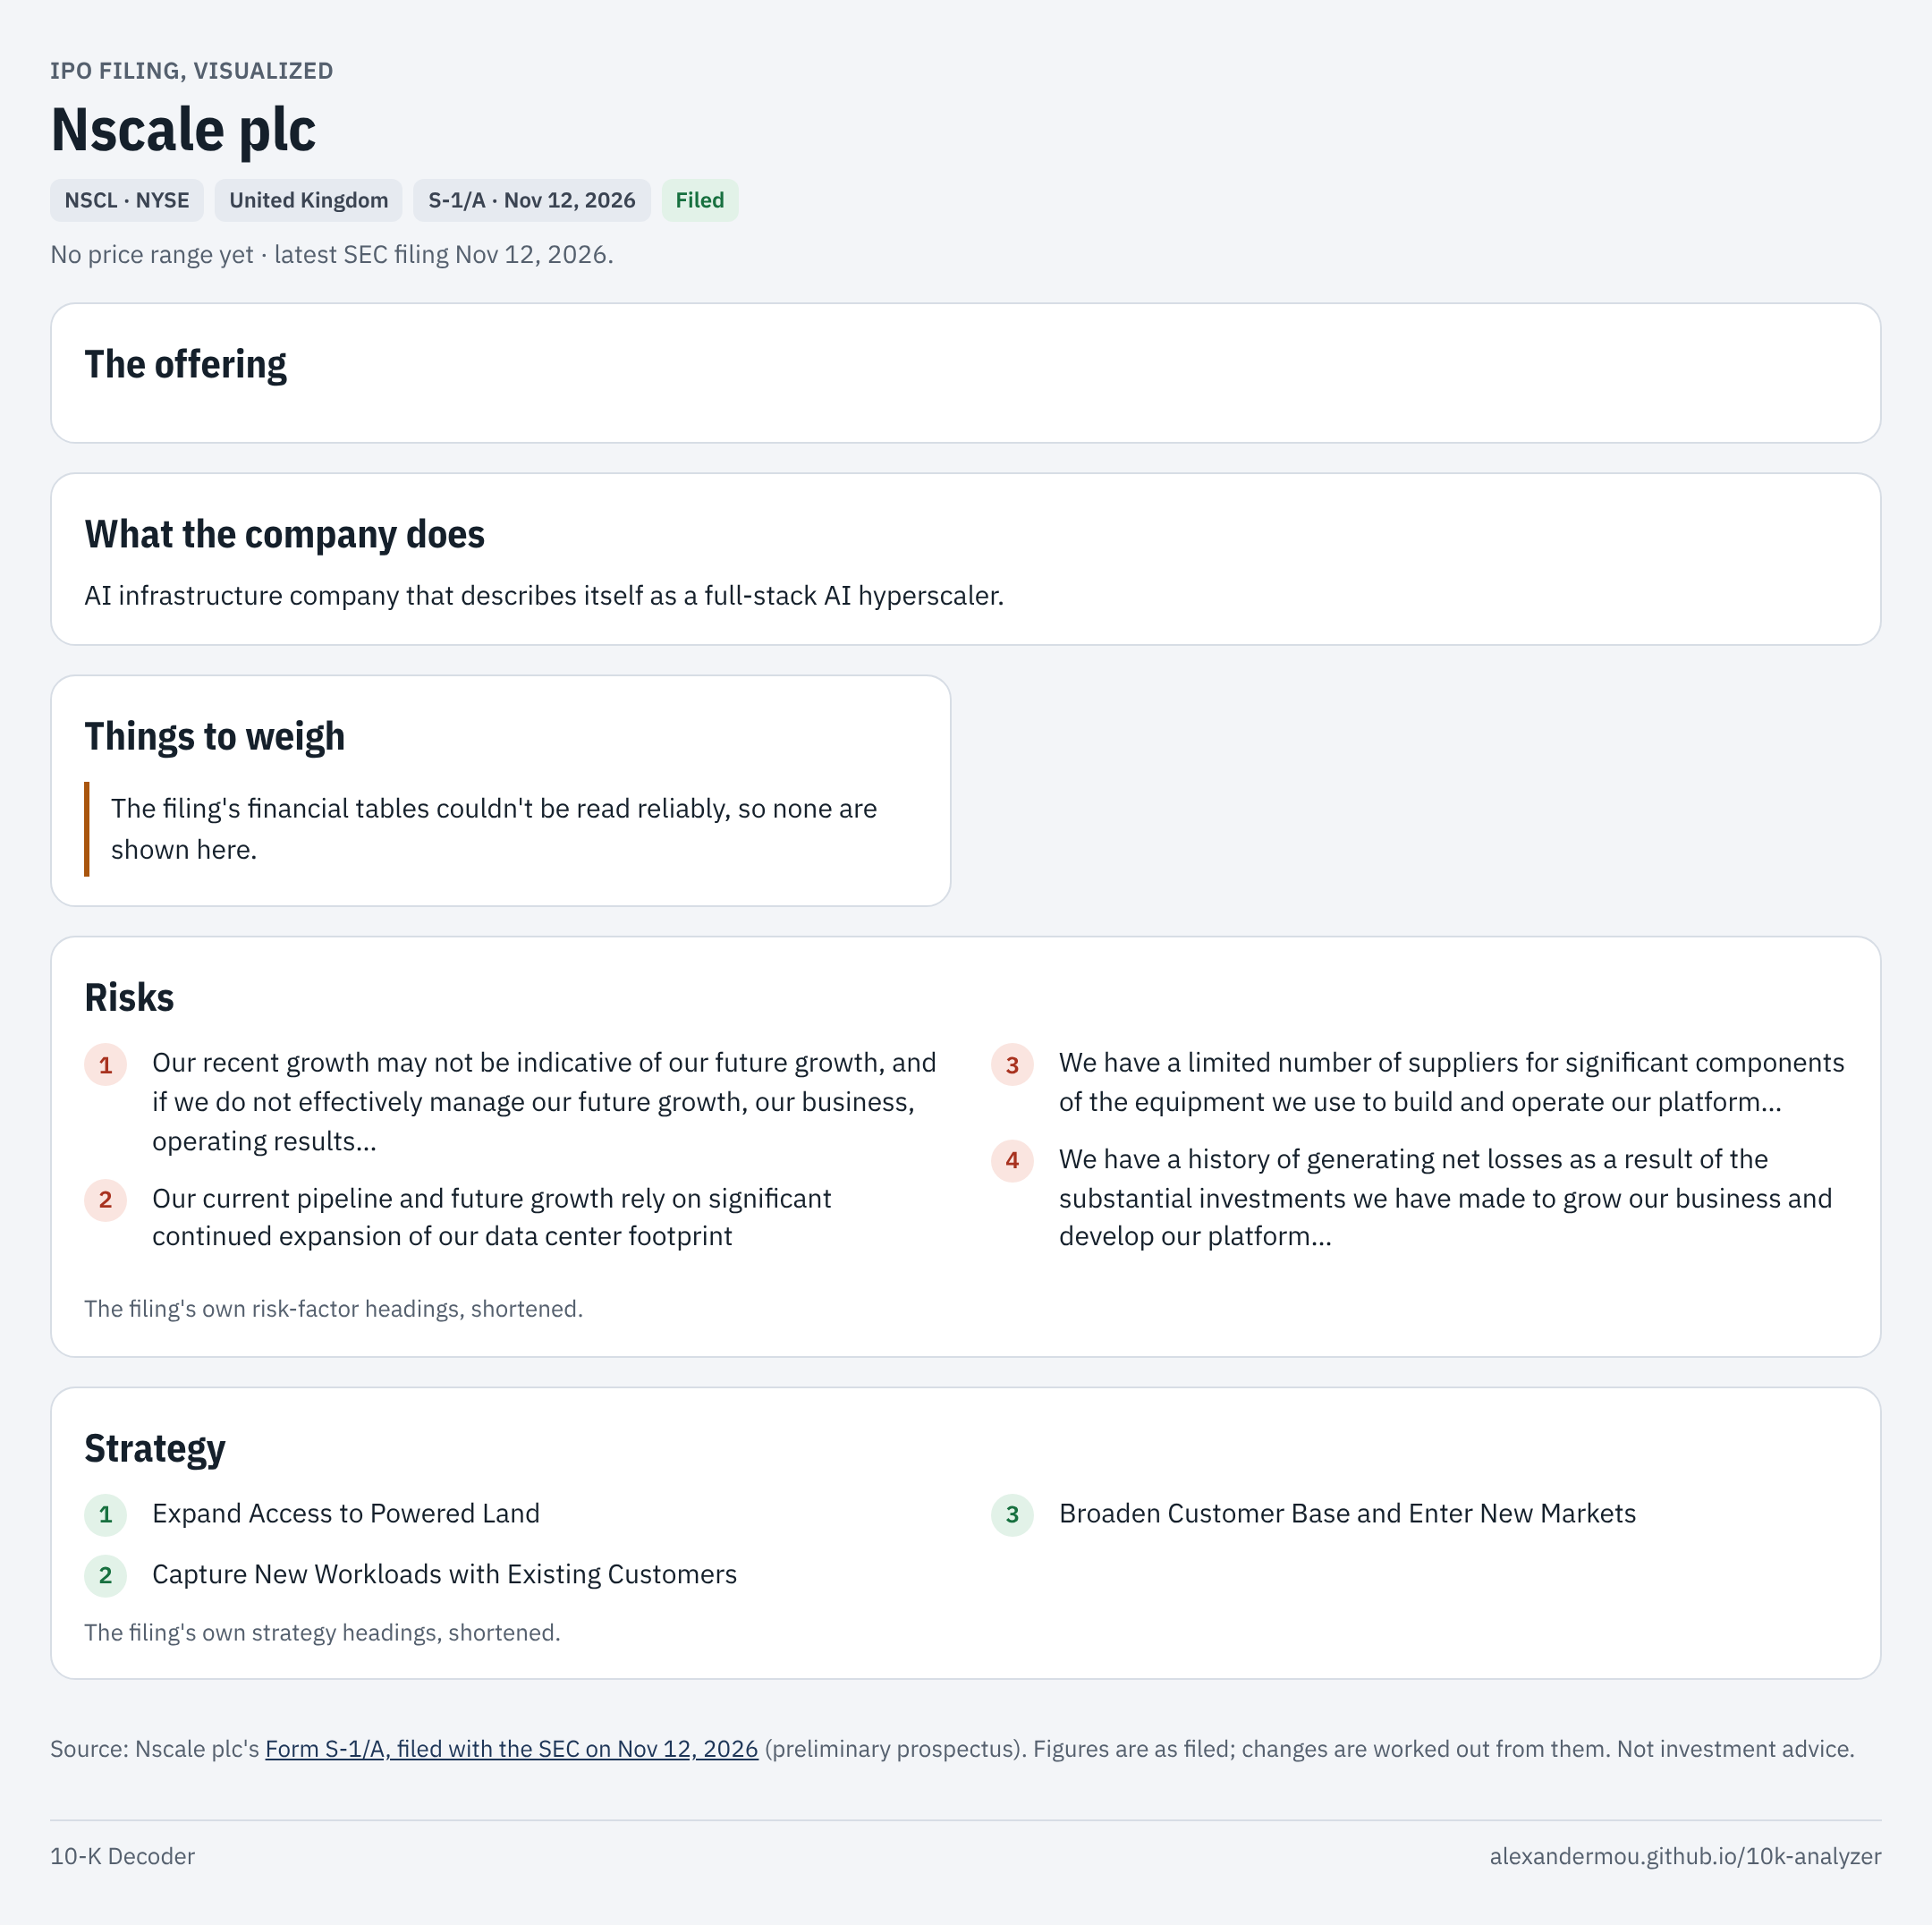 IPO FILING, VISUALIZED
Nscale plc
NSCL · NYSE United Kingdom S-1/A · Nov 12, 2026 Filed
No price range yet · latest SEC filing Nov 12, 2026.
The offering
What the company does
AI infrastructure company that describes itself as a full-stack AI hyperscaler.
Things to weigh
The filing's financial tables couldn't be read reliably, so none are
shown here.
Risks
1 Our recent growth may not be indicative of our future growth, and
if we do not effectively manage our future growth, our business,
operating results...
2 Our current pipeline and future growth rely on significant
continued expansion of our data center footprint
3 We have a limited number of suppliers for significant components
of the equipment we use to build and operate our platform...
4 We have a history of generating net losses as a result of the
substantial investments we have made to grow our business and
develop our platform...
The filing's own risk-factor headings, shortened.
Strategy
1 Expand Access to Powered Land
2 Capture New Workloads with Existing Customers
3 Broaden Customer Base and Enter New Markets
The filing's own strategy headings, shortened.
Source: Nscale plc's Form S-1/A, filed with the SEC on Nov 12, 2026 (preliminary prospectus). Figures are as filed; changes are worked out from them. Not investment advice.
10-K Decoder
alexandermou.github.io/10k-analyzer